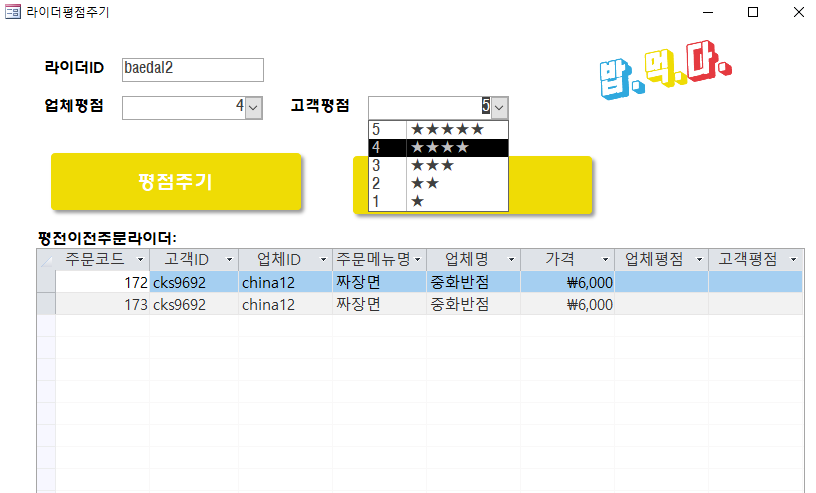 라이더평점주기
밥.먹.다.
라이더ID baedal2
업체평점 4 고객평점 5
5 ★★★★★
4 ★★★★
3 ★★★
2 ★★
1 ★
평점주기
평전이전주문라이더:
주문코드 고객ID 업체ID 주문메뉴명 업체명 가격 업체평점 고객평점
172 cks9692 china12 짜장면 중화반점 ₩6,000
173 cks9692 china12 짜장면 중화반점 ₩6,000